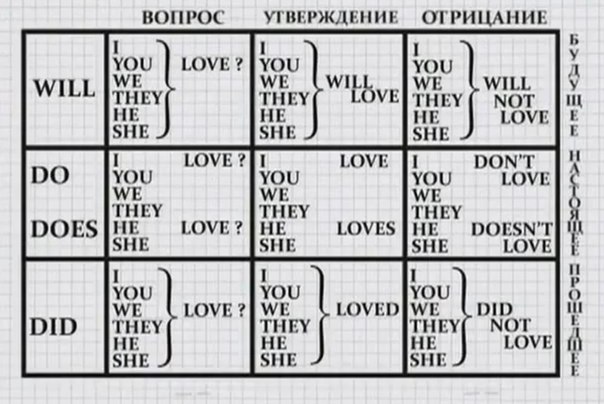 ВОПРОС УТВЕРЖДЕНИЕ ОТРИЦАНИЕ
WILL
I
YOU
WE
THEY
HE
SHE
LOVE ?
I
YOU
WE
THEY
HE
SHE
WILL
LOVE
I
YOU
WE
THEY
HE
SHE
WILL
NOT
LOVE
БУДУЩЕЕ
DO
DOES
I LOVE ?
YOU
WE
THEY
HE LOVE ?
SHE
I LOVE
YOU
WE
THEY
HE LOVES
SHE
I DON'T
YOU LOVE
WE
THEY
HE DOESN'T
SHE LOVE
НАСТОЯЩЕЕ
DID
I
YOU
WE
THEY
HE
SHE
LOVE ?
I
YOU
WE
THEY
HE
SHE
LOVED
I
YOU
WE
THEY
HE
SHE
DID
NOT
LOVE
ПРОШЕДШЕЕ